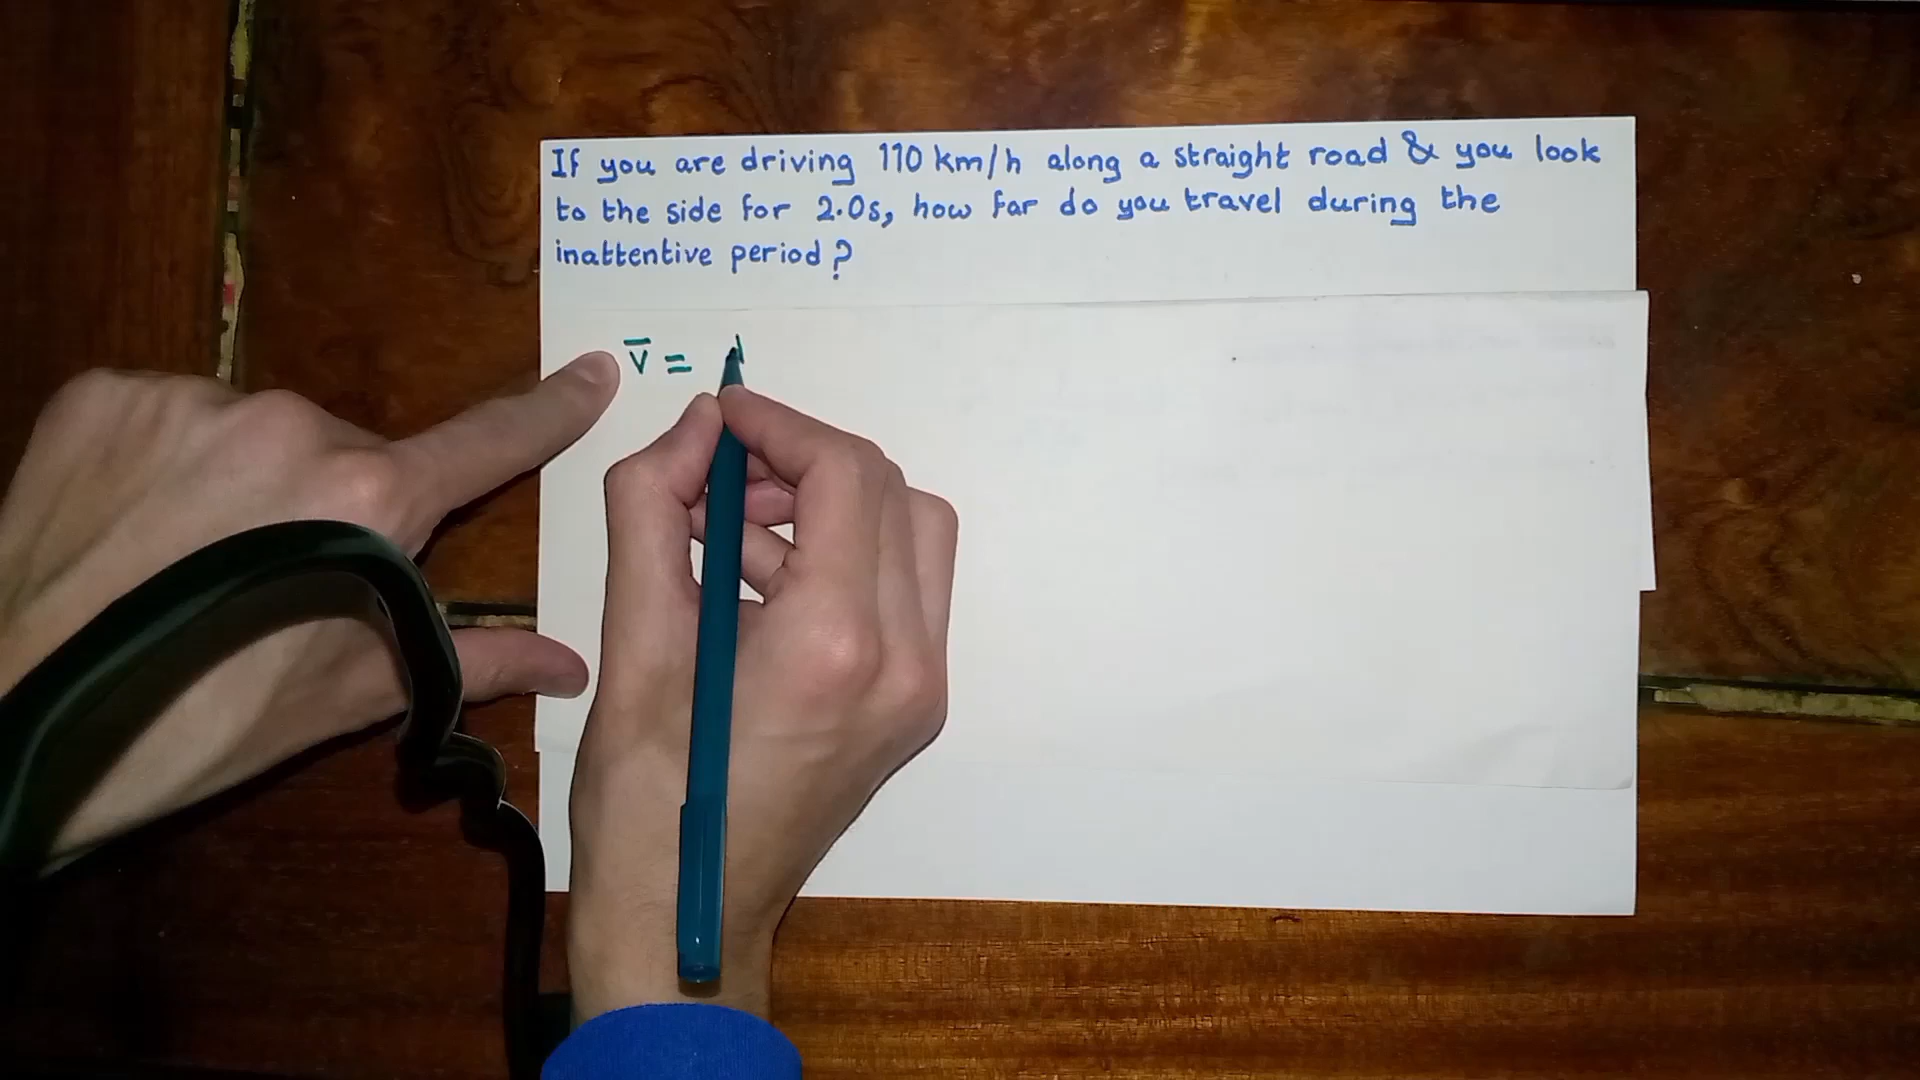 If you are driving 110 km/h along a straight road & you look
to the side for 2.0s, how far do you travel during the
inattentive period?
v̅ =